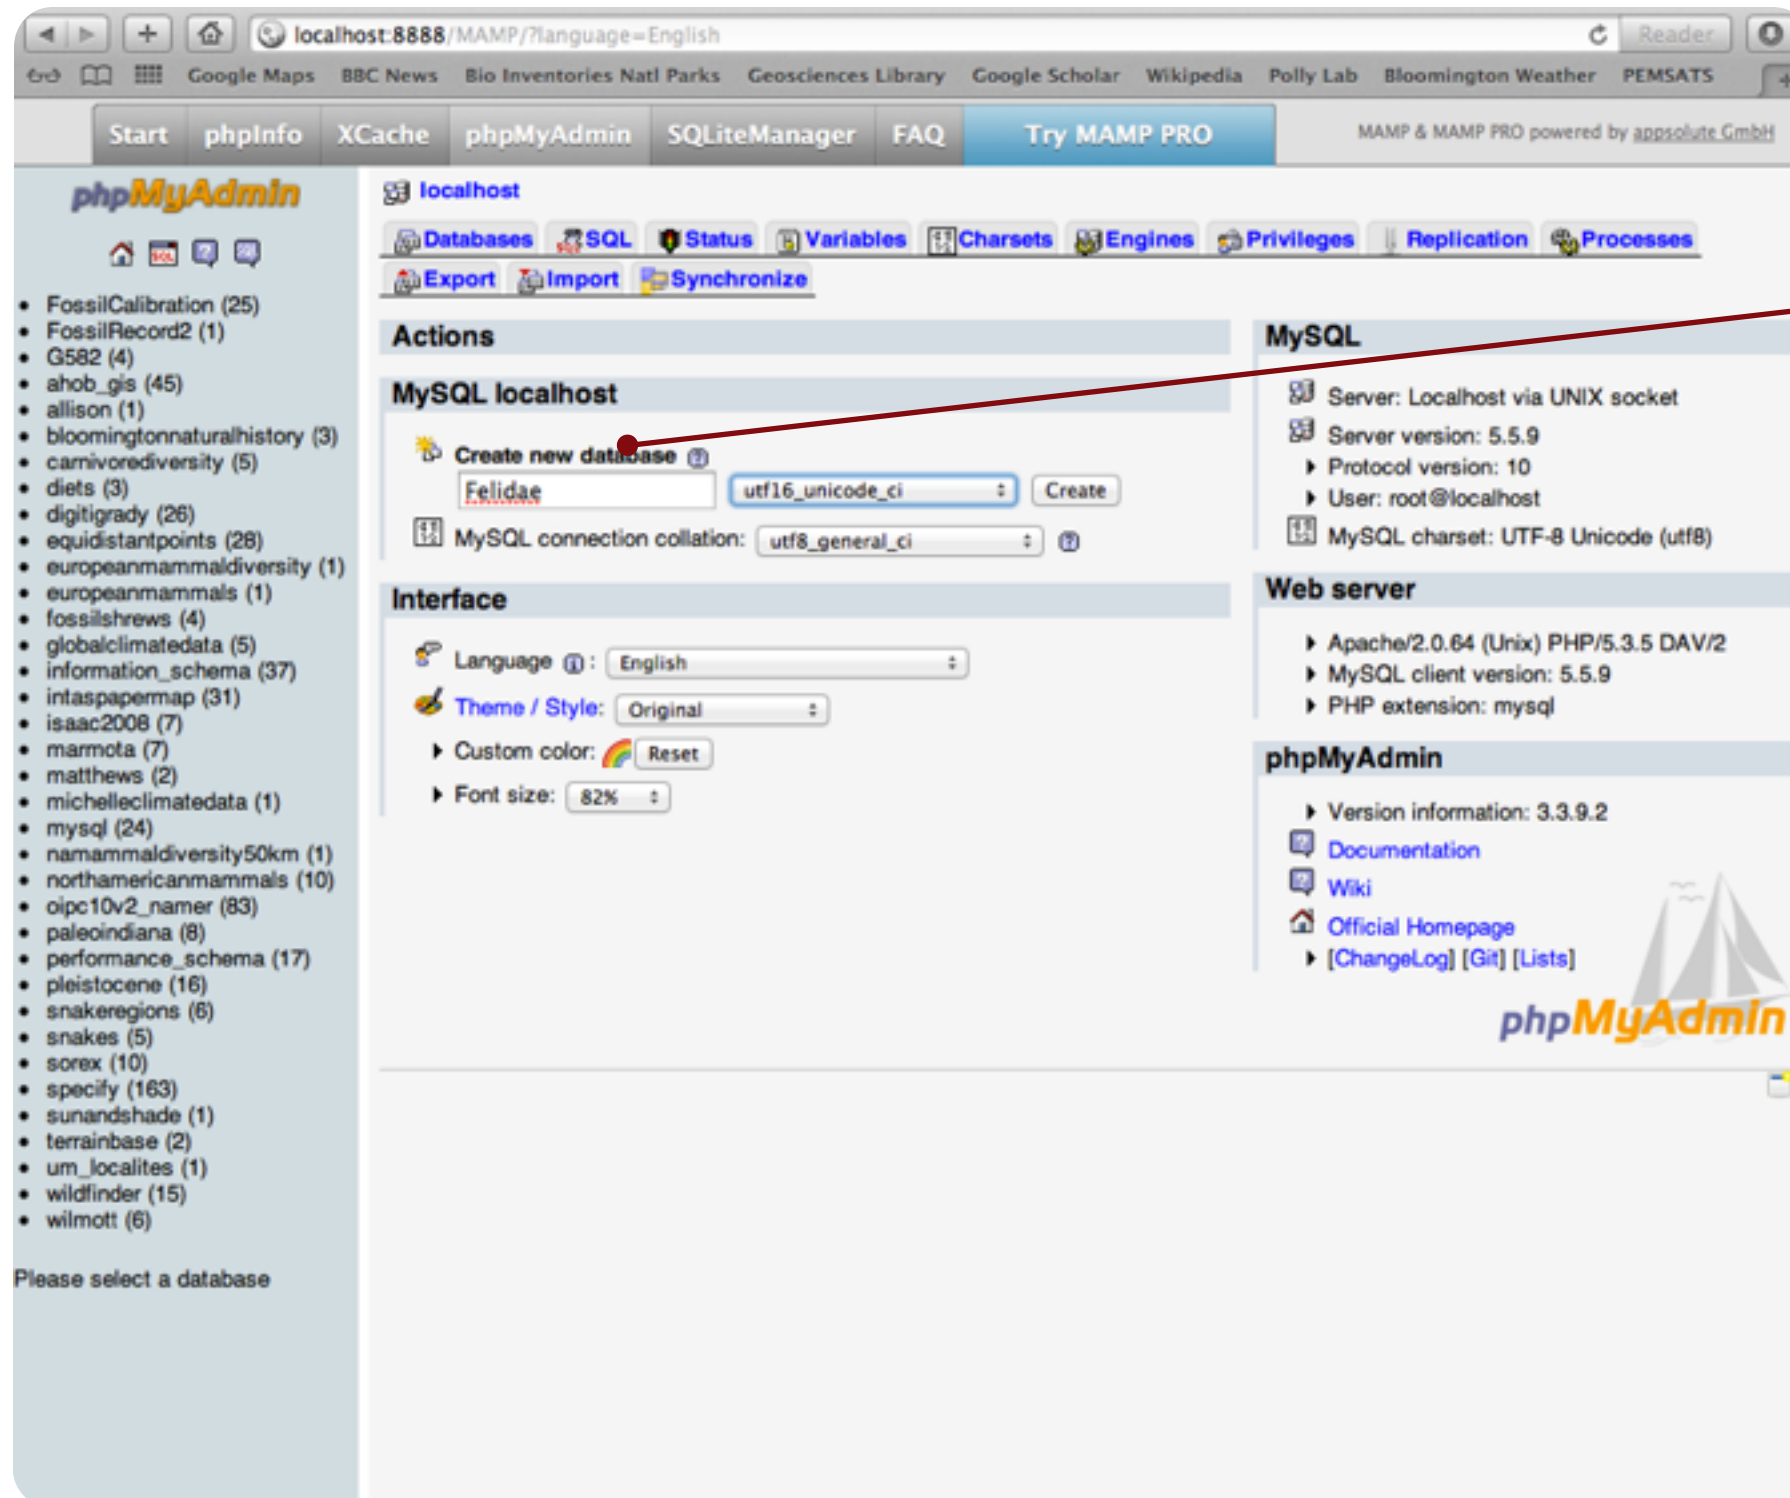 localhost:8888/MAMP/?language=English
Reader
Google Maps BBC News Bio Inventories Natl Parks Geosciences Library Google Scholar Wikipedia Polly Lab Bloomington Weather PEMSATS
Start phpInfo XCache phpMyAdmin SQLiteManager FAQ Try MAMP PRO
MAMP & MAMP PRO powered by appsolute GmbH
phpMyAdmin
SQL
FossilCalibration (25)
FossilRecord2 (1)
G582 (4)
ahob_gis (45)
allison (1)
bloomingtonnaturalhistory (3)
carnivorediversity (5)
diets (3)
digitigrady (26)
equidistantpoints (28)
europeanmammaldiversity (1)
europeanmammals (1)
fossilshrews (4)
globalclimatedata (5)
information_schema (37)
intaspapermap (31)
isaac2008 (7)
marmota (7)
matthews (2)
michelleclimatedata (1)
mysql (24)
namammaldiversity50km (1)
northamericanmammals (10)
oipc10v2_namer (83)
paleoindiana (8)
performance_schema (17)
pleistocene (16)
snakeregions (6)
snakes (5)
sorex (10)
specify (163)
sunandshade (1)
terrainbase (2)
um_localites (1)
wildfinder (15)
wilmott (6)
Please select a database
localhost
Databases SQL Status Variables Charsets Engines Privileges Replication Processes
Export Import Synchronize
Actions
MySQL localhost
Create new database
Felidae utf16_unicode_ci Create
MySQL connection collation: utf8_general_ci
Interface
Language : English
Theme / Style: Original
Custom color: Reset
Font size: 82%
MySQL
Server: Localhost via UNIX socket
Server version: 5.5.9
Protocol version: 10
User: root@localhost
MySQL charset: UTF-8 Unicode (utf8)
Web server
Apache/2.0.64 (Unix) PHP/5.3.5 DAV/2
MySQL client version: 5.5.9
PHP extension: mysql
phpMyAdmin
Version information: 3.3.9.2
Documentation
Wiki
Official Homepage
[ChangeLog] [Git] [Lists]
phpMyAdmin